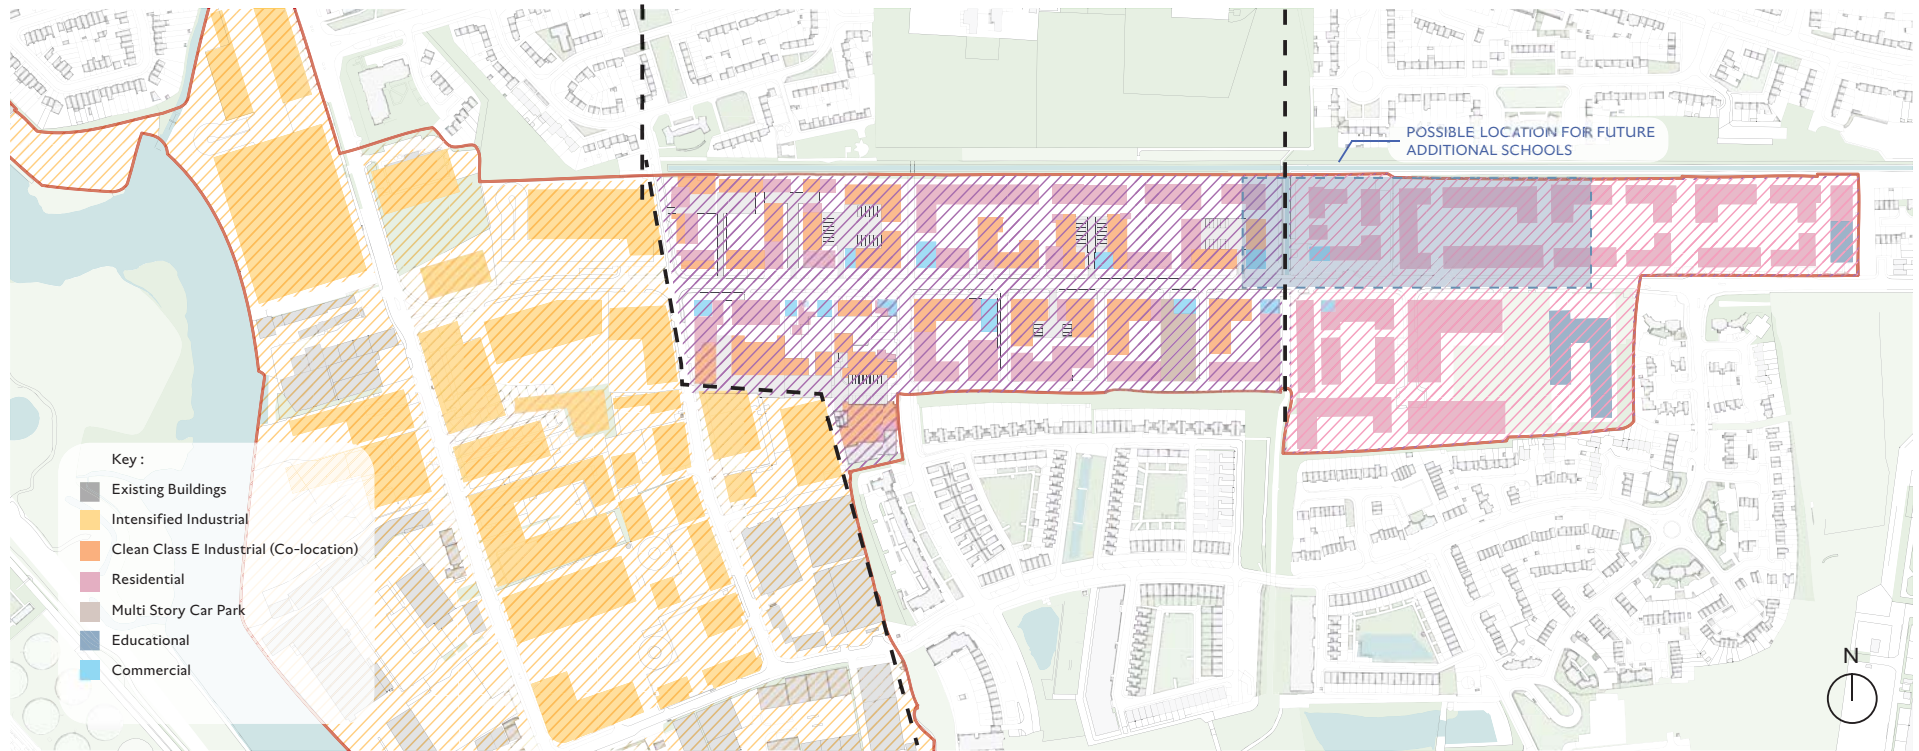 POSSIBLE LOCATION FOR FUTURE
ADDITIONAL SCHOOLS
Key :
Existing Buildings
Intensified Industrial
Clean Class E Industrial (Co-location)
Residential
Multi Story Car Park
Educational
Commercial
N